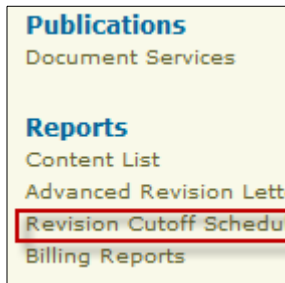 Publications
Document Services
Reports
Content List
Advanced Revision Lett
Revision Cutoff Schedu
Billing Reports